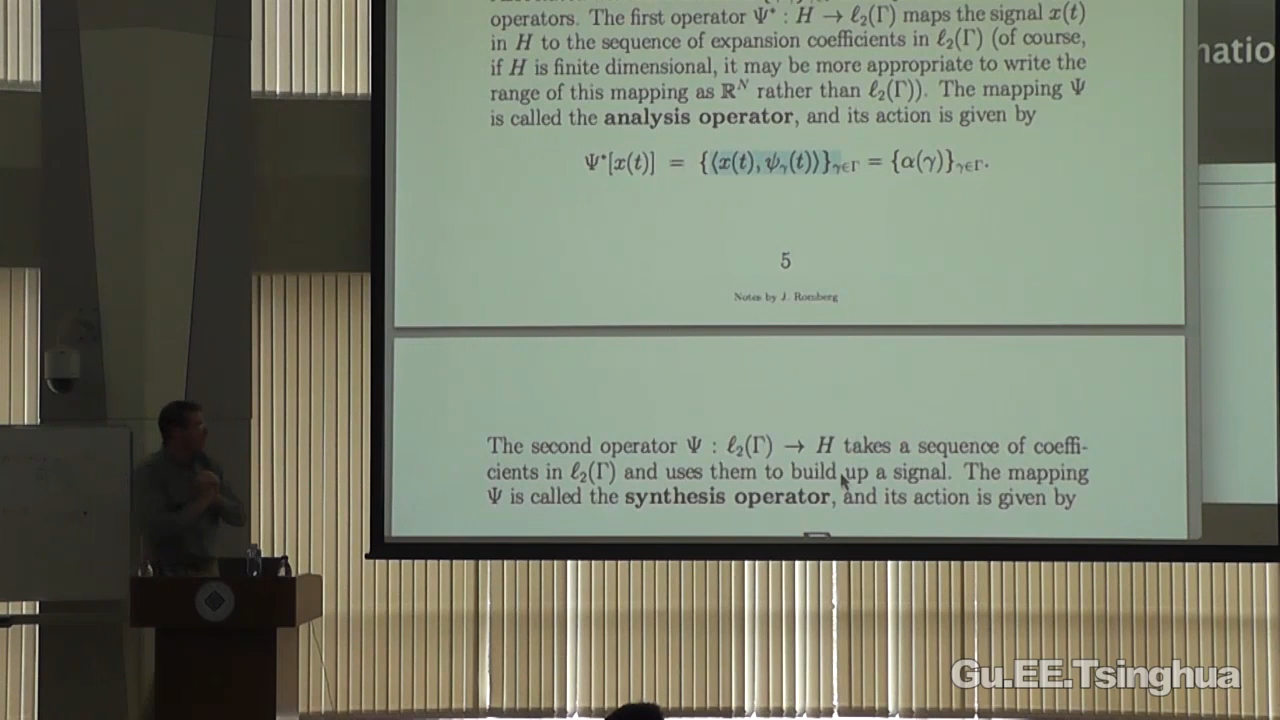 operators. The first operator Ψ* : H → ℓ₂(Γ) maps the signal x(t)
in H to the sequence of expansion coefficients in ℓ₂(Γ) (of course,
if H is finite dimensional, it may be more appropriate to write the
range of this mapping as ℝᴺ rather than ℓ₂(Γ)). The mapping Ψ
is called the analysis operator, and its action is given by
Ψ*[x(t)] = {⟨x(t), ψᵧ(t)⟩}ᵧ∈Γ = {α(γ)}ᵧ∈Γ.
5
Notes by J. Romberg
The second operator Ψ : ℓ₂(Γ) → H takes a sequence of coeffi-
cients in ℓ₂(Γ) and uses them to build up a signal. The mapping
Ψ is called the synthesis operator, and its action is given by
natio
Gu.EE.Tsinghua